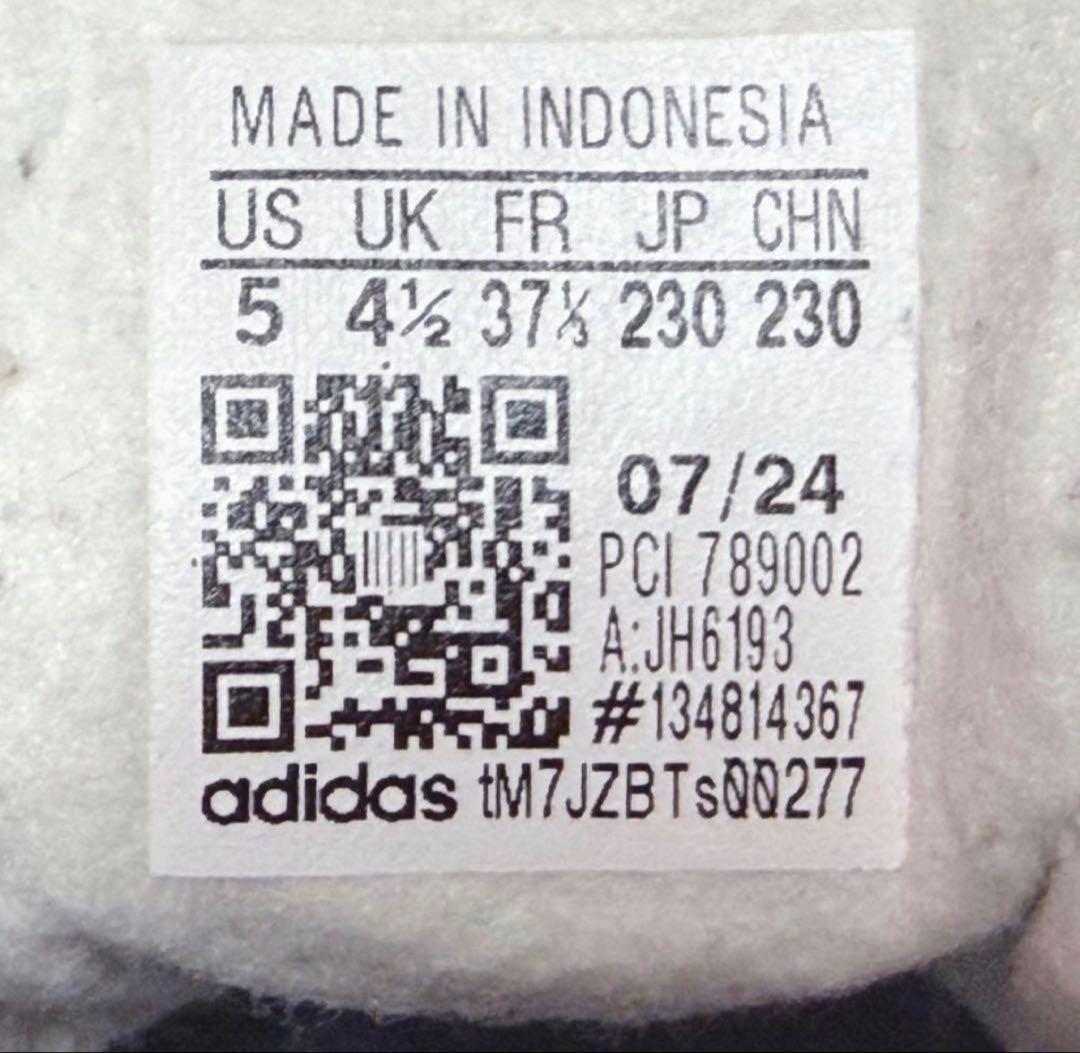 MADE IN INDONESIA
US UK FR JP CHN
5 4½ 37⅓ 230 230
07/24
PCI 789002
A:JH6193
#134814367
adidas tM7JZBTs00277